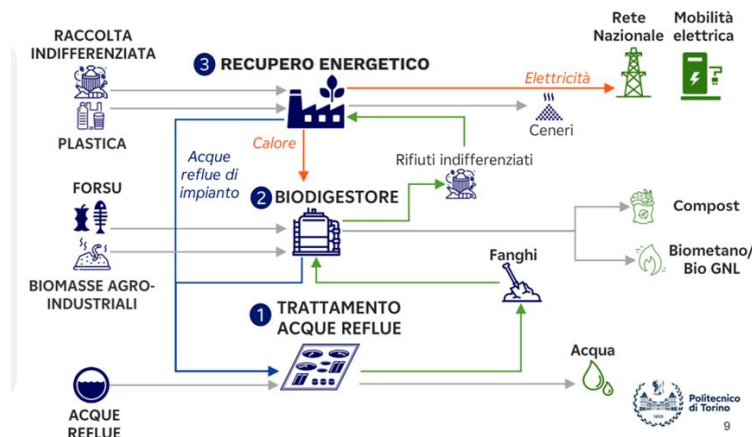 RACCOLTA
INDIFFERENZIATA
PLASTICA
3 RECUPERO ENERGETICO
Elettricità
Rete
Nazionale
Mobilità
elettrica
Ceneri
Calore
Acque
reflue di
impianto
Rifiuti indifferenziati
FORSU
2 BIODIGESTORE
BIOMASSE AGRO-
INDUSTRIALI
Compost
Biometano/
Bio GNL
Fanghi
1 TRATTAMENTO
ACQUE REFLUE
ACQUE
REFLUE
Acqua
Politecnico
di Torino
9